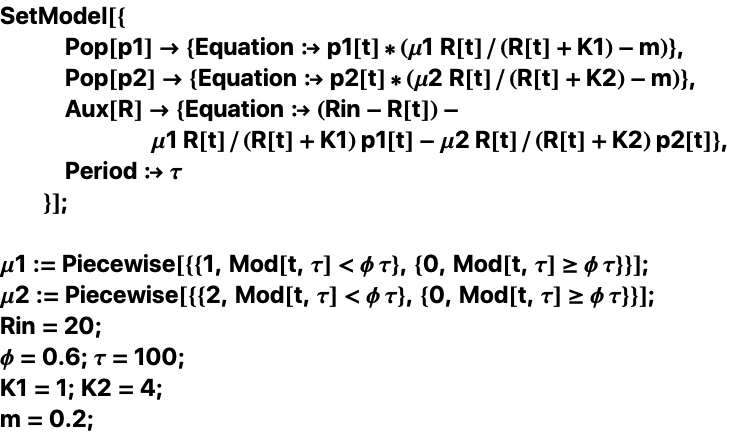 SetModel[{
Pop[p1] → {Equation :→ p1[t] * (μ1 R[t] / (R[t] + K1) – m)},
Pop[p2] → {Equation :→ p2[t] * (μ2 R[t] / (R[t] + K2) – m)},
Aux[R] → {Equation :→ (Rin – R[t]) –
μ1 R[t] / (R[t] + K1) p1[t] – μ2 R[t] / (R[t] + K2) p2[t]},
Period :→ τ
}];
μ1 := Piecewise[{{1, Mod[t, τ] < ϕ τ}, {0, Mod[t, τ] ≥ ϕ τ}}];
μ2 := Piecewise[{{2, Mod[t, τ] < ϕ τ}, {0, Mod[t, τ] ≥ ϕ τ}}];
Rin = 20;
ϕ = 0.6; τ = 100;
K1 = 1; K2 = 4;
m = 0.2;